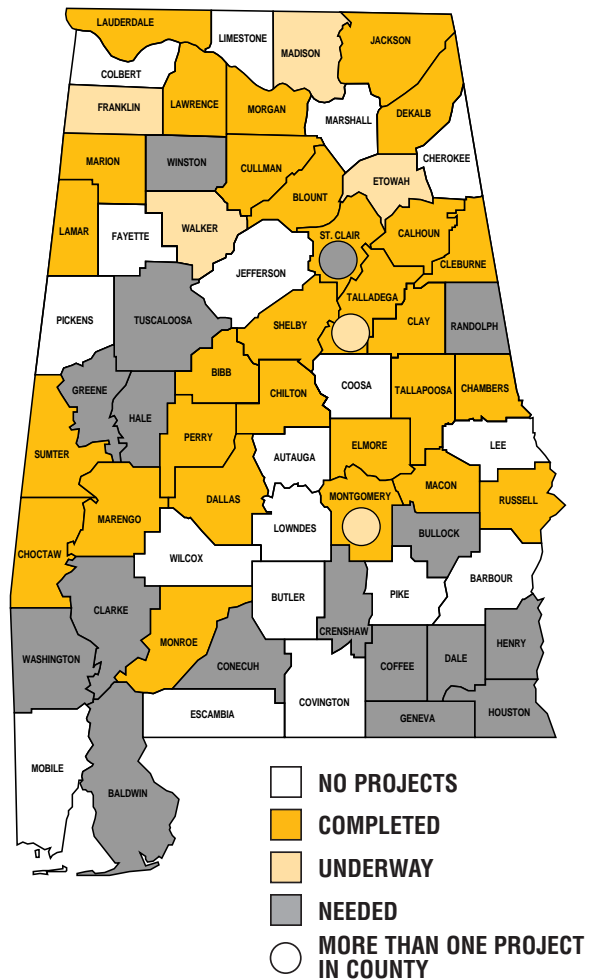 LAUDERDALE
LIMESTONE
MADISON
JACKSON
COLBERT
FRANKLIN
LAWRENCE
MORGAN
MARSHALL
DEKALB
CHEROKEE
MARION
WINSTON
CULLMAN
BLOUNT
ETOWAH
LAMAR
FAYETTE
WALKER
JEFFERSON
ST. CLAIR
CALHOUN
CLEBURNE
PICKENS
TUSCALOOSA
SHELBY
TALLADEGA
CLAY
RANDOLPH
GREENE
HALE
BIBB
CHILTON
COOSA
TALLAPOOSA
CHAMBERS
SUMTER
PERRY
AUTAUGA
ELMORE
LEE
CHOCTAW
MARENGO
DALLAS
LOWNDES
MONTGOMERY
MACON
RUSSELL
BULLOCK
WILCOX
BUTLER
PIKE
BARBOUR
CLARKE
MONROE
CRENSHAW
WASHINGTON
CONECUH
COFFEE
DALE
HENRY
ESCAMBIA
COVINGTON
GENEVA
HOUSTON
MOBILE
BALDWIN
NO PROJECTS
COMPLETED
UNDERWAY
NEEDED
MORE THAN ONE PROJECT
IN COUNTY